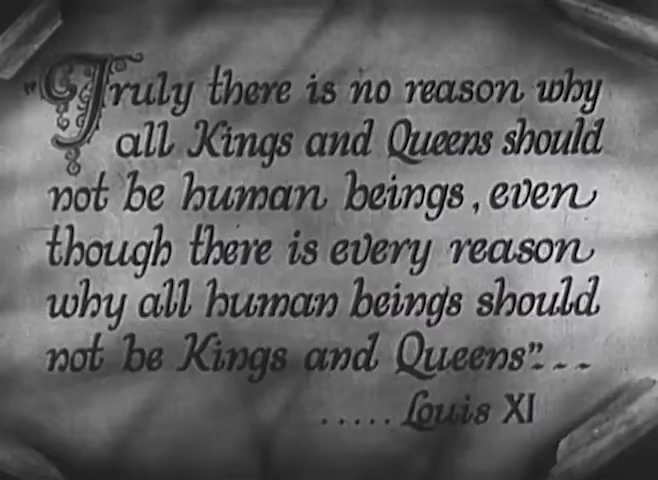 "Truly there is no reason why
all Kings and Queens should
not be human beings, even
though there is every reason
why all human beings should
not be Kings and Queens"...
..... Louis XI